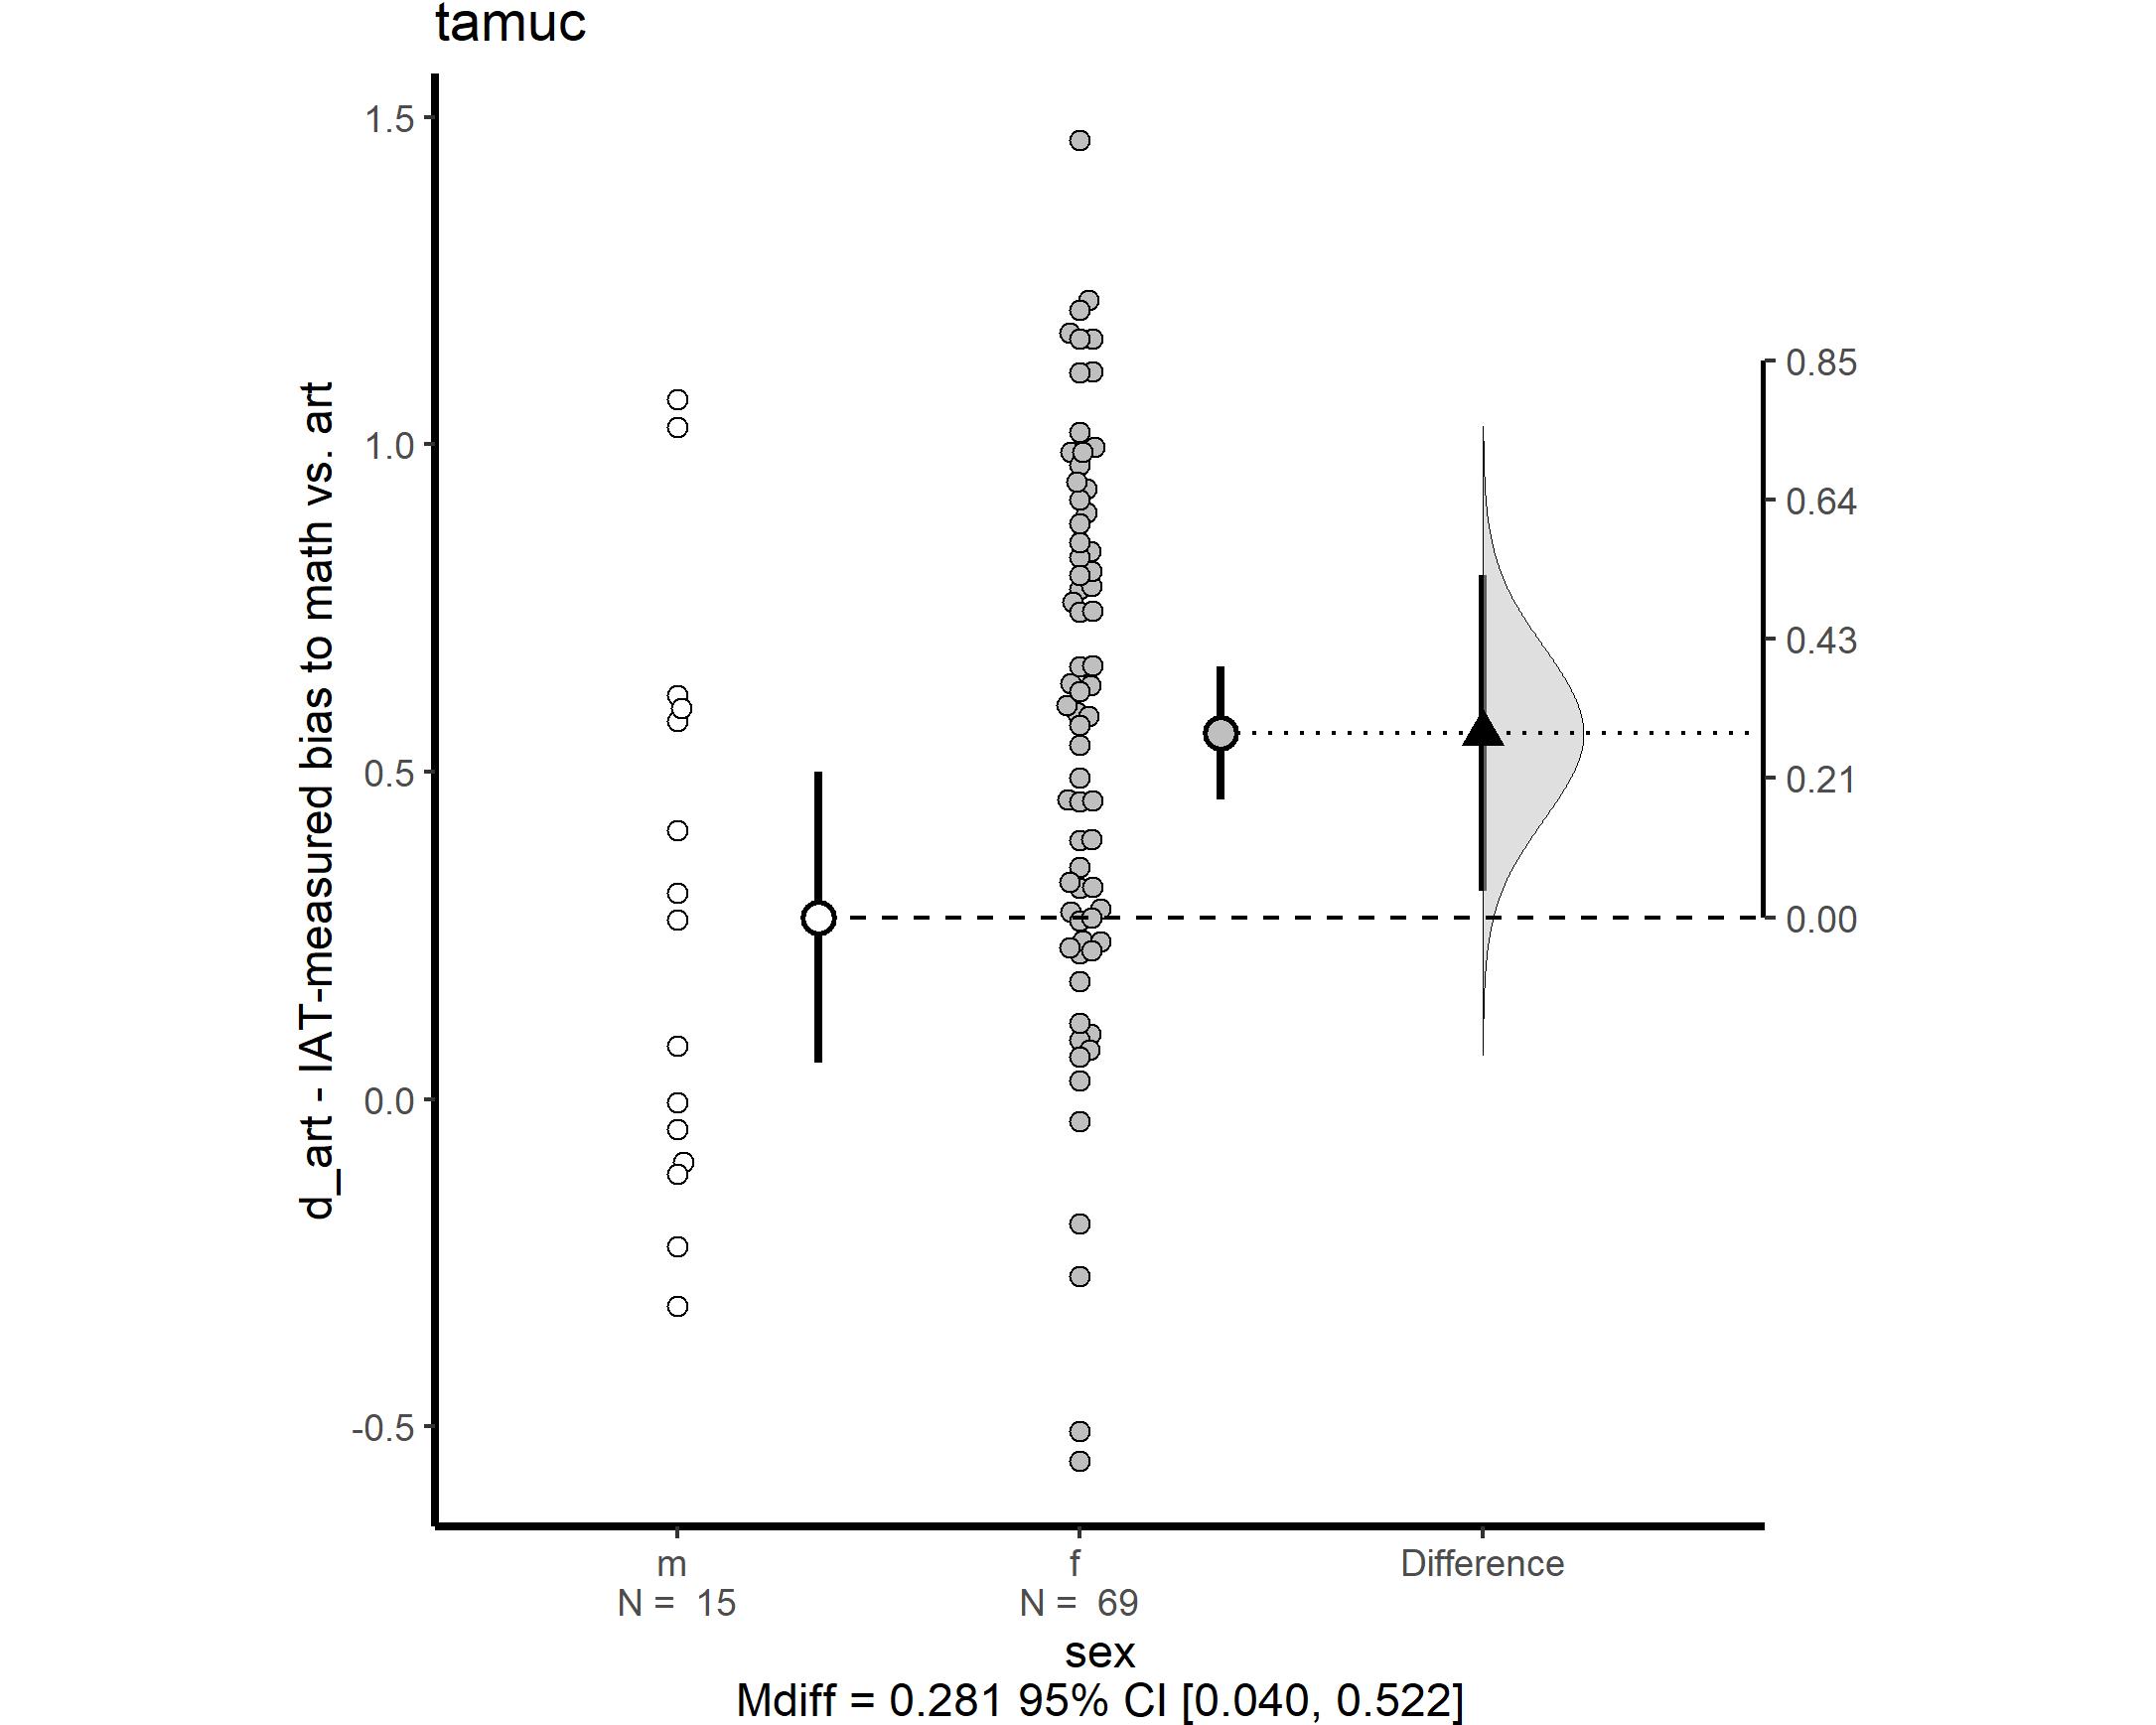 tamuc
d_art - IAT-measured bias to math vs. art
1.5
1.0
0.5
0.0
-0.5
0.85
0.64
0.43
0.21
0.00
m
N = 15
f
N = 69
Difference
sex
Mdiff = 0.281 95% CI [0.040, 0.522]